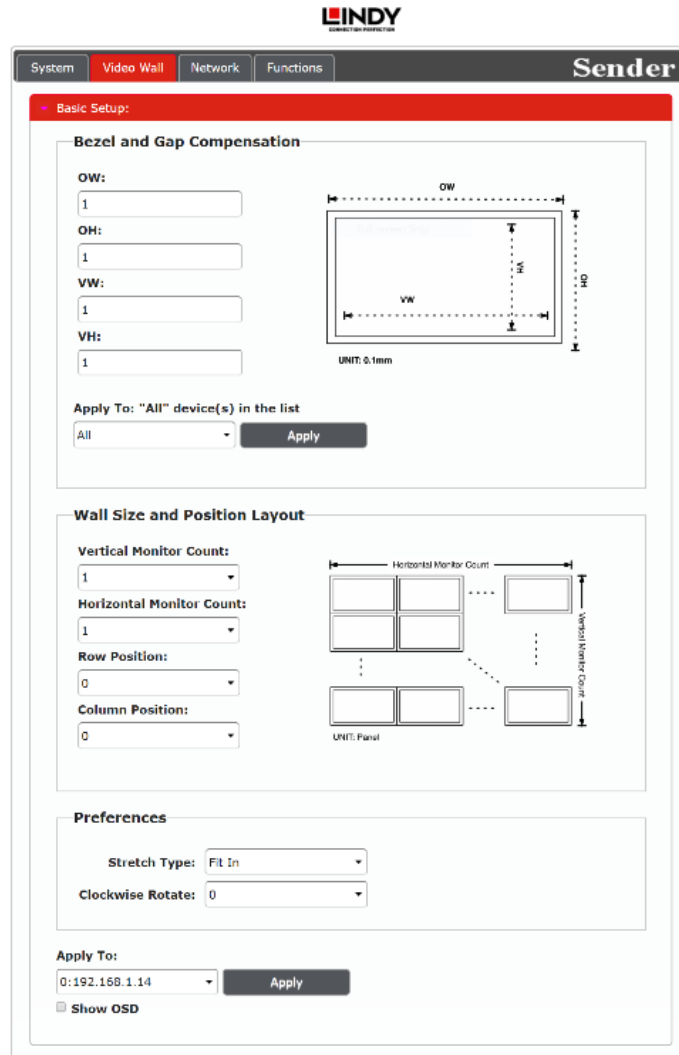 LINDY
CONNECTION PERFECTION
System Video Wall Network Functions Sender
Basic Setup:
Bezel and Gap Compensation
OW:
1
OH:
1
VW:
1
VH:
1
OW
VH
OH
VW
UNIT: 0.1mm
Apply To: "All" device(s) in the list
All Apply
Wall Size and Position Layout
Vertical Monitor Count:
1
Horizontal Monitor Count:
1
Row Position:
0
Column Position:
0
Horizontal Monitor Count
Vertical Monitor Count
UNIT: Panel
Preferences
Stretch Type: Fit In
Clockwise Rotate: 0
Apply To:
0:192.168.1.14 Apply
Show OSD